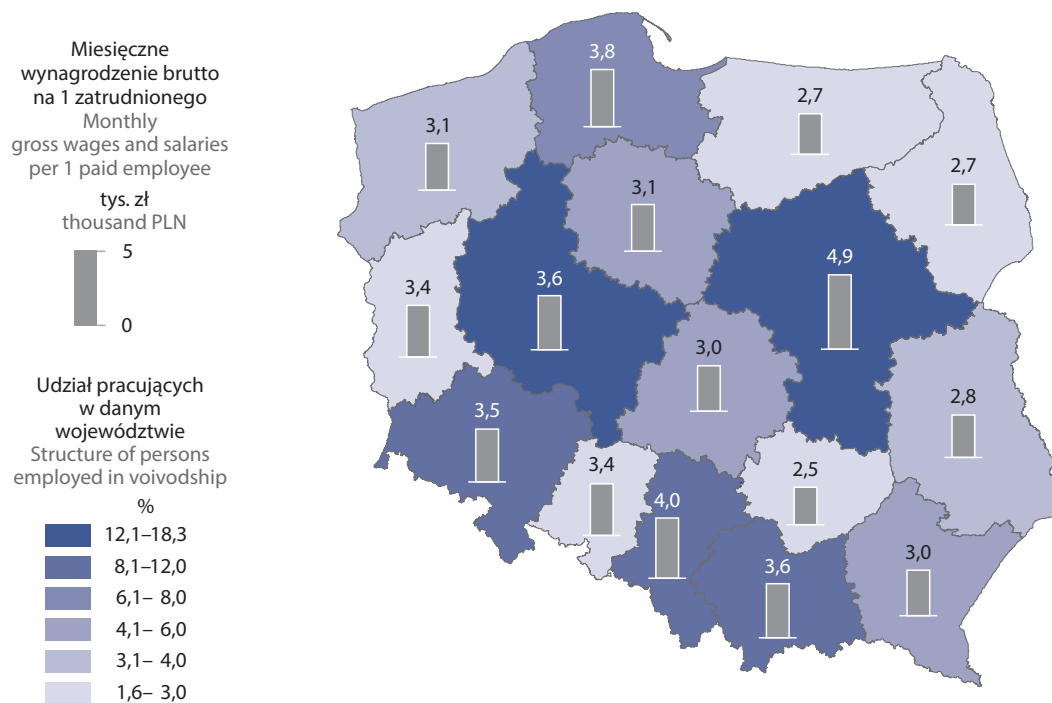 Miesięczne
wynagrodzenie brutto
na 1 zatrudnionego
Monthly
gross wages and salaries
per 1 paid employee
tys. zł
thousand PLN
5
0
Udział pracujących
w danym
województwie
Structure of persons
employed in voivodship
%
12,1–18,3
8,1–12,0
6,1– 8,0
4,1– 6,0
3,1– 4,0
1,6– 3,0
3,8
2,7
3,1
2,7
3,1
4,9
3,6
3,4
3,0
2,8
3,5
3,4
2,5
4,0
3,6
3,0